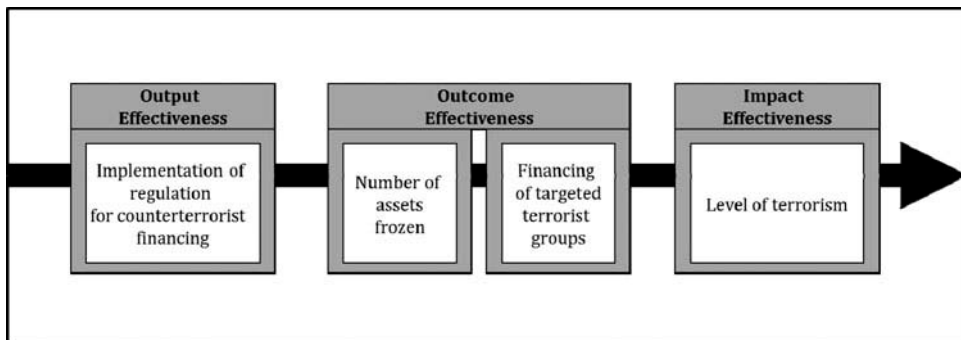 Output
Effectiveness
Implementation of
regulation
for counterterrorist
financing
Outcome
Effectiveness
Number of
assets
frozen
Financing
of targeted
terrorist
groups
Impact
Effectiveness
Level of terrorism